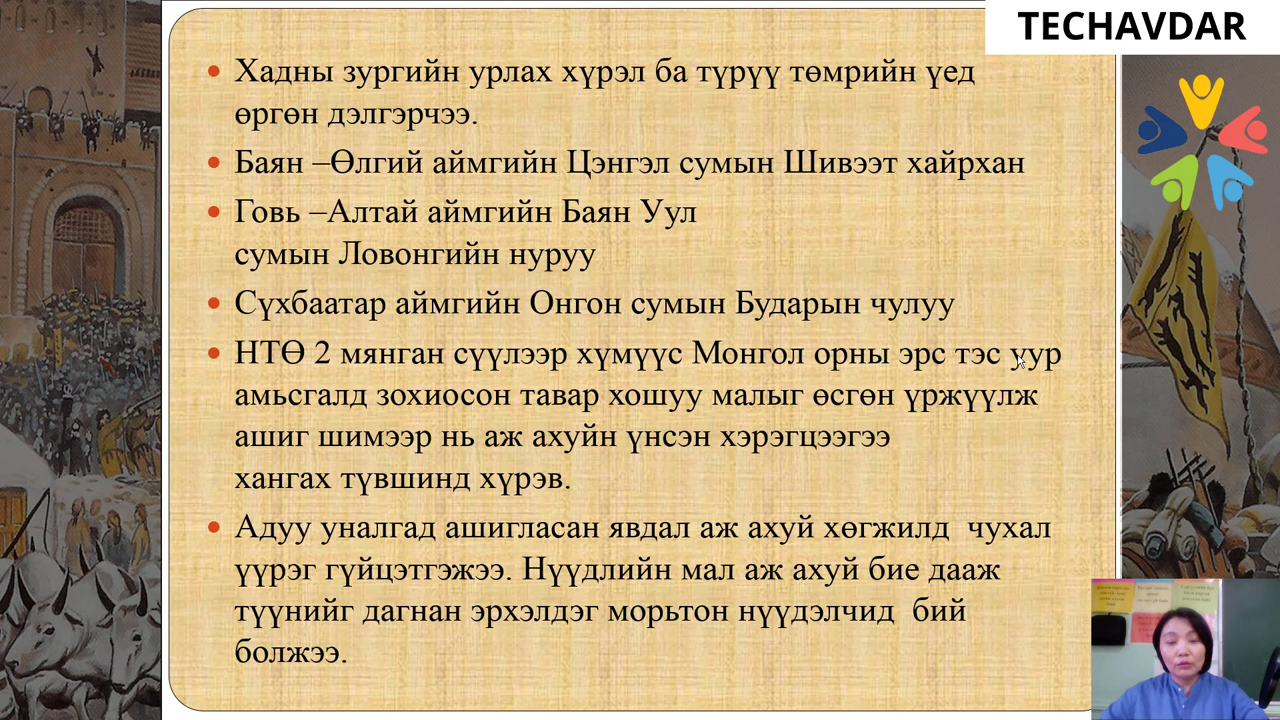 TECHAVDAR
Хадны зургийн урлах хүрэл ба түрүү төмрийн үед
өргөн дэлгэрчээ.
Баян –Өлгий аймгийн Цэнгэл сумын Шивээт хайрхан
Говь –Алтай аймгийн Баян Уул
сумын Ловонгийн нуруу
Сүхбаатар аймгийн Онгон сумын Бударын чулуу
НТӨ 2 мянган сүүлээр хүмүүс Монгол орны эрс тэс уур
амьсгалд зохиосон тавар хошуу малыг өсгөн үржүүлж
ашиг шимээр нь аж ахуйн үнсэн хэрэгцээгээ
хангах түвшинд хүрэв.
Адуу уналгад ашигласан явдал аж ахуй хөгжилд чухал
үүрэг гүйцэтгэжээ. Нүүдлийн мал аж ахуй бие дааж
түүнийг дагнан эрхэлдэг морьтон нүүдэлчид бий
болжээ.